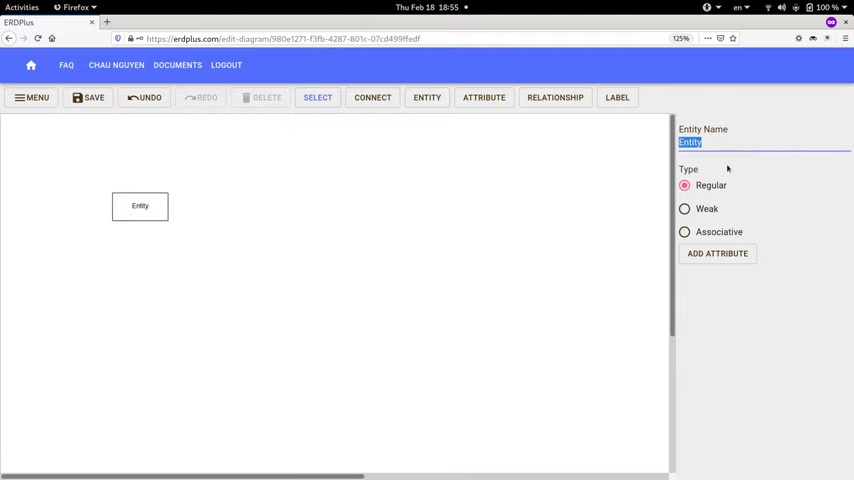 Activities Firefox Thu Feb 18 18:55 en 100 %
ERDPlus
https://erdplus.com/edit-diagram/980e1271-f3fb-4287-801c-07cd499ffedf 125%
FAQ CHAU NGUYEN DOCUMENTS LOGOUT
MENU SAVE UNDO REDO DELETE SELECT CONNECT ENTITY ATTRIBUTE RELATIONSHIP LABEL
Entity Name
Entity
Type
Regular
Weak
Associative
ADD ATTRIBUTE
Entity